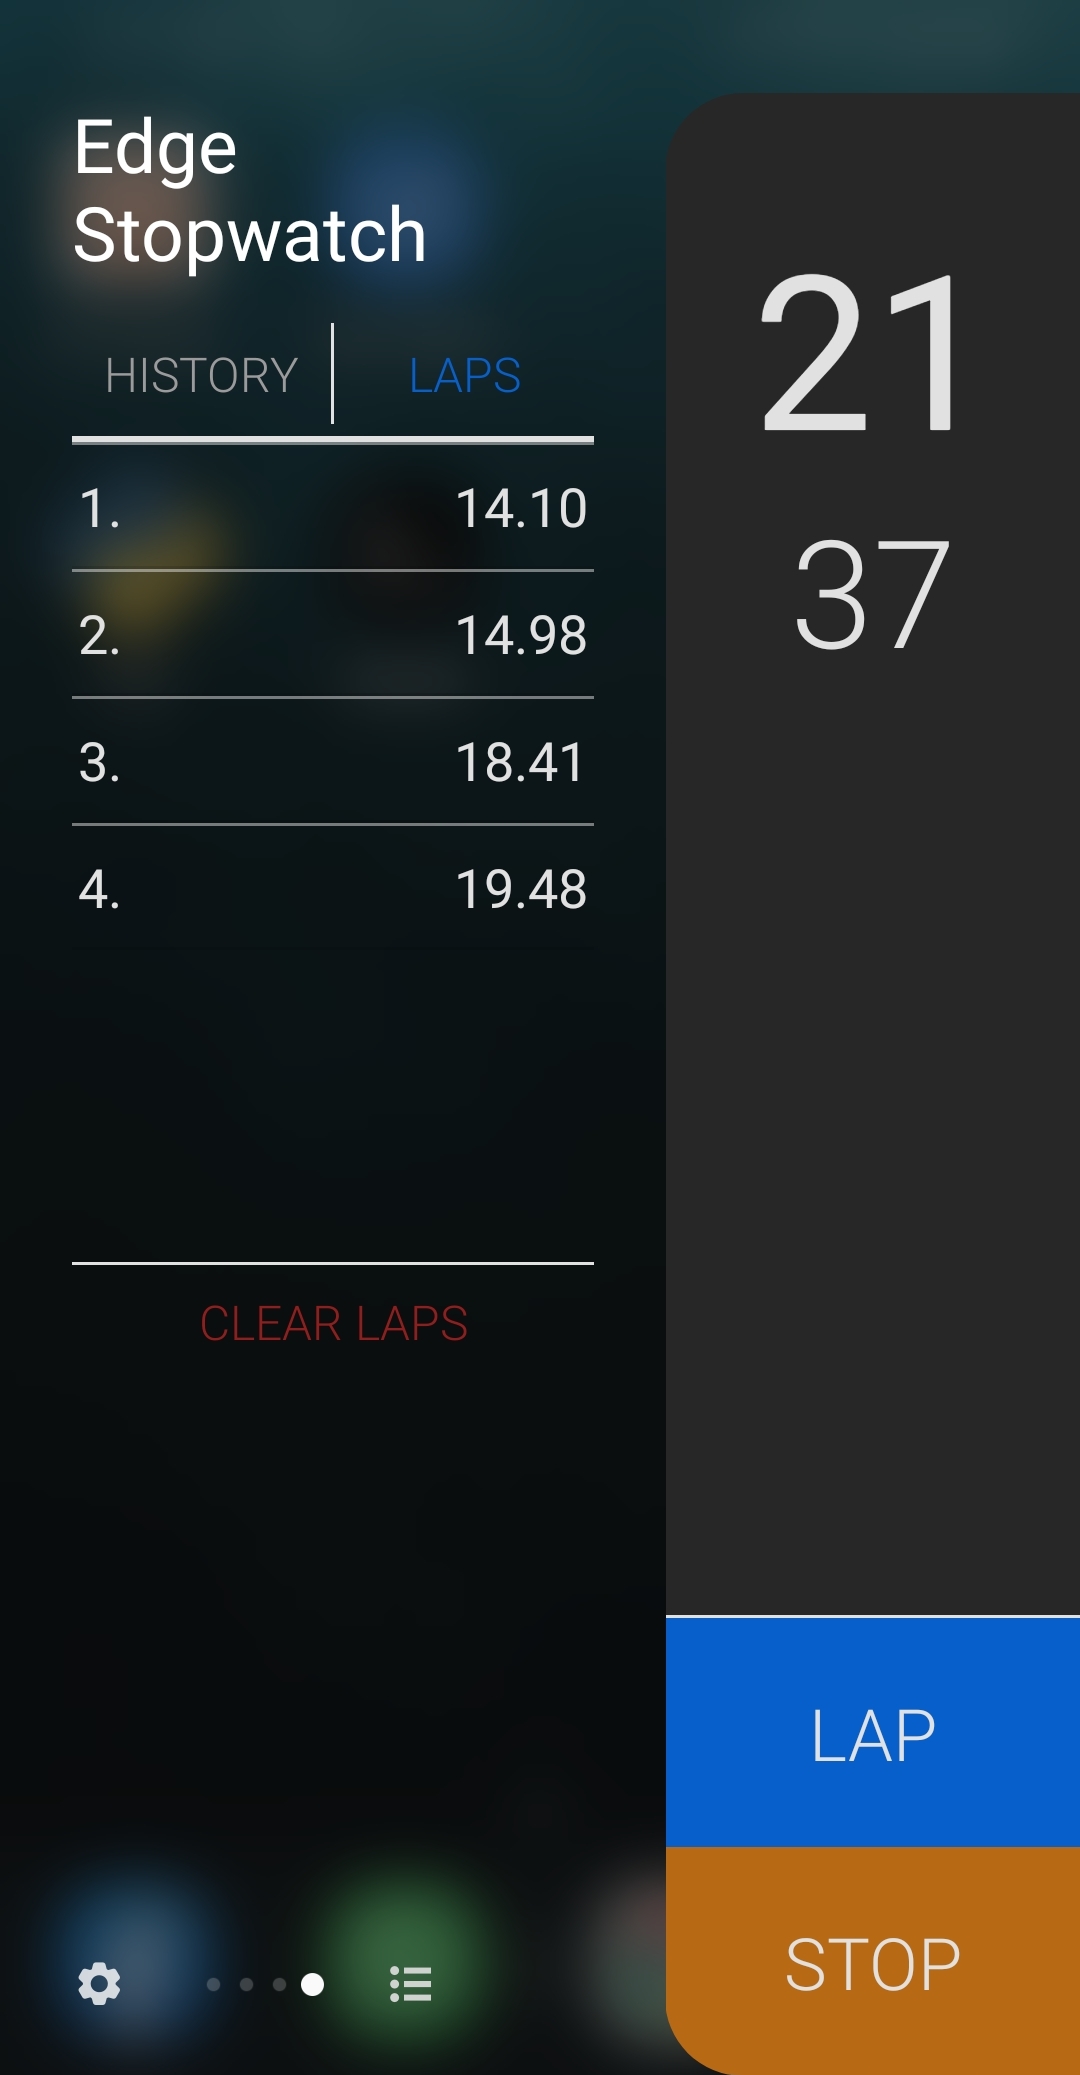 Edge
Stopwatch
HISTORY LAPS
1. 14.10
2. 14.98
3. 18.41
4. 19.48
CLEAR LAPS
21
37
LAP
STOP